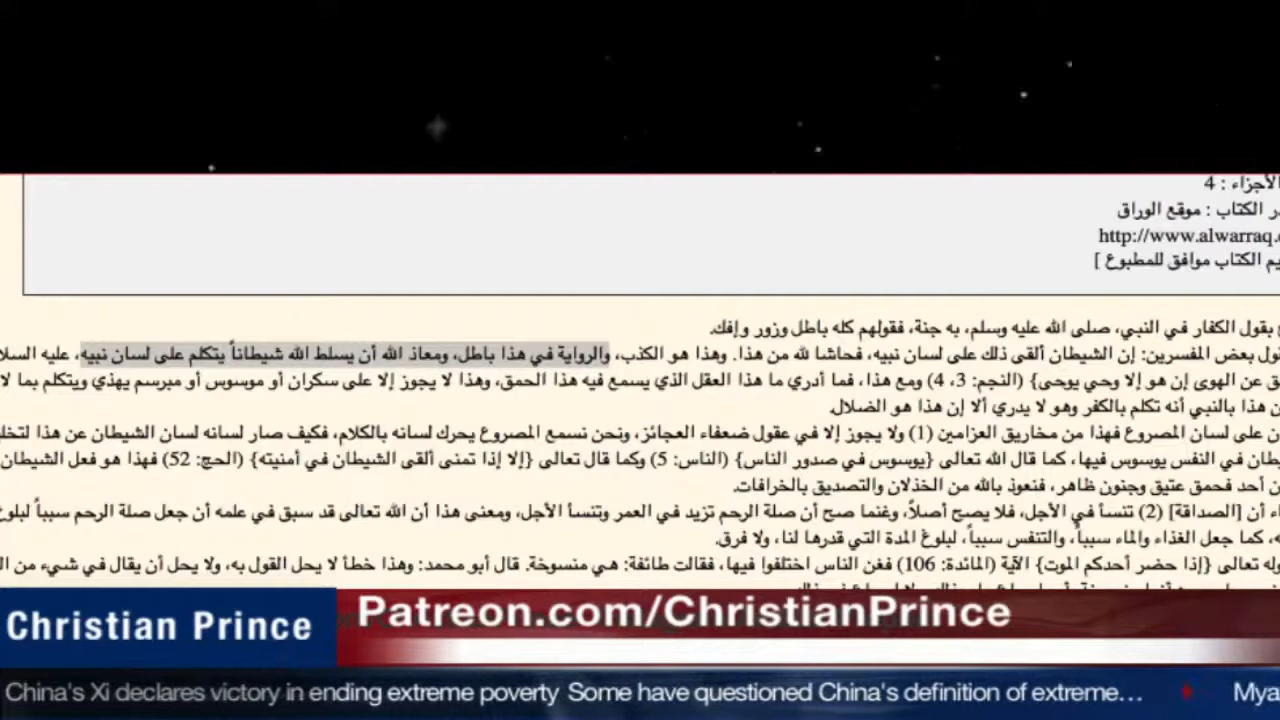 الأجزاء : 4
الكتاب : موقع الوراق
http://www.alwarraq.
الكتاب موافق للمطبوع ]
بقول الكفار في النبي، صلى الله عليه وسلم، به جنة، فقولهم كله باطل وزور وإفك.
بعض المفسرين: إن الشيطان ألقى ذلك على لسان نبيه، فحاشا لله من هذا. وهذا هو الكذب، والرواية في هذا باطل، ومعاذ الله أن يسلط الله شيطاناً يتكلم على لسان نبيه، عليه
عن الهوى إن هو إلا وحي يوحى} (النجم: 3، 4) ومع هذا، فما أدري ما هذا العقل الذي يسمع فيه هذا الحمق، وهذا لا يجوز إلا على سكران أو موسوس أو مبرسم يهذي ويتكلم بما لا
هذا بالنبي أنه تكلم بالكفر وهو لا يدري ألا إن هذا هو الضلال.
على لسان المصروع فهذا من مخاريق العزامين (1) ولا يجوز إلا في عقول ضعفاء العجائز، ونحن نسمع المصروع يحرك لسانه بالكلام، فكيف صار لسانه لسان الشيطان عن هذا
في النفس يوسوس فيها، كما قال الله تعالى {يوسوس في صدور الناس} (الناس: 5) وكما قال تعالى {إلا إذا تمنى ألقى الشيطان في أمنيته} (الحج: 52) فهذا هو فعل الشيطان
أحد فحمق عتيق وجنون ظاهر، فنعوذ بالله من الخذلان والتصديق بالخرافات.
أن [الصداقة] (2) تنسأ في الأجل، فلا يصح أصلاً، وغنما صح أن صلة الرحم تزيد في العمر وتنسأ الأجل، ومعنى هذا أن الله تعالى قد سبق في علمه أن جعل صلة الرحم سبباً
كما جعل الغذاء والماء سبباً، والتنفس سبباً، لبلوغ المدة التي قدرها لنا، ولا فرق.
تعالى {إذا حضر أحدكم الموت} الآية (المائدة: 106) فغن الناس اختلفوا فيها، فقالت طائفة: هي منسوخة. قال أبو محمد: وهذا خطأ لا يحل القول به، ولا يحل أن يقال في شيء من
Christian Prince
Patreon.com/ChristianPrince
China's Xi declares victory in ending extreme poverty Some have questioned China's definition of extreme… Mya